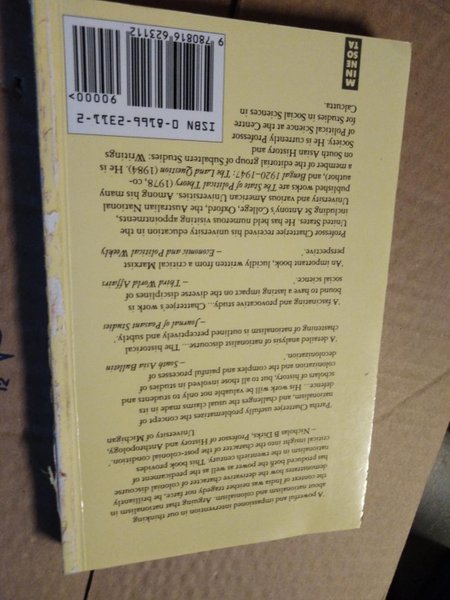 A powerful and impassioned intervention in our thinking
about nationalism and colonialism. Arguing that nationalism in
the context of India was neither tragedy nor farce, he brilliantly
demonstrates how the derivative character of colonial discourse
has produced both the power as well as the predicament of
nationalism in the twentieth century. This book provides
critical insight into the character of the post-colonial condition.'
– Nicholas B Dirks, Professor of History and Anthropology,
University of Michigan
Partha Chatterjee usefully problematizes the concept of
nationalism, and challenges the usual claims made in its
defence... His work will be valuable not only to students and
scholars of history, but to all those involved in studies of
colonization and the complex and painful processes of
decolonization'.
– South Asia Bulletin
A detailed analysis of nationalist discourse... The historical
chastening of nationalism is outlined perceptively and subtly.'
– Journal of Peasant Studies
'A fascinating and provocative study... Chatterjee's work is
bound to have a lasting impact on the diverse disciplines of
social science.'
– Third World Affairs
'An important book, lucidly written from a critical Marxist
perspective.'
– Economic and Political Weekly
Professor Chatterjee received his university education in the
United States. He has held numerous visiting appointments,
including St Antony's College, Oxford, the Australian National
University and various American Universities. Among his many
published works are The State and Political Theory (1978, co-
author), and Bengal 1920–1947: The Land Question (1984). He is
a member of the editorial group of Subaltern Studies: Writings
on South Asian History and
Society. He is currently Professor
of Political Science at the Centre
for Studies in Social Sciences in
Calcutta.
M IN
NE
SO
TA
ISBN 0-8166-2311-2
90000>
9 780816 623112
12